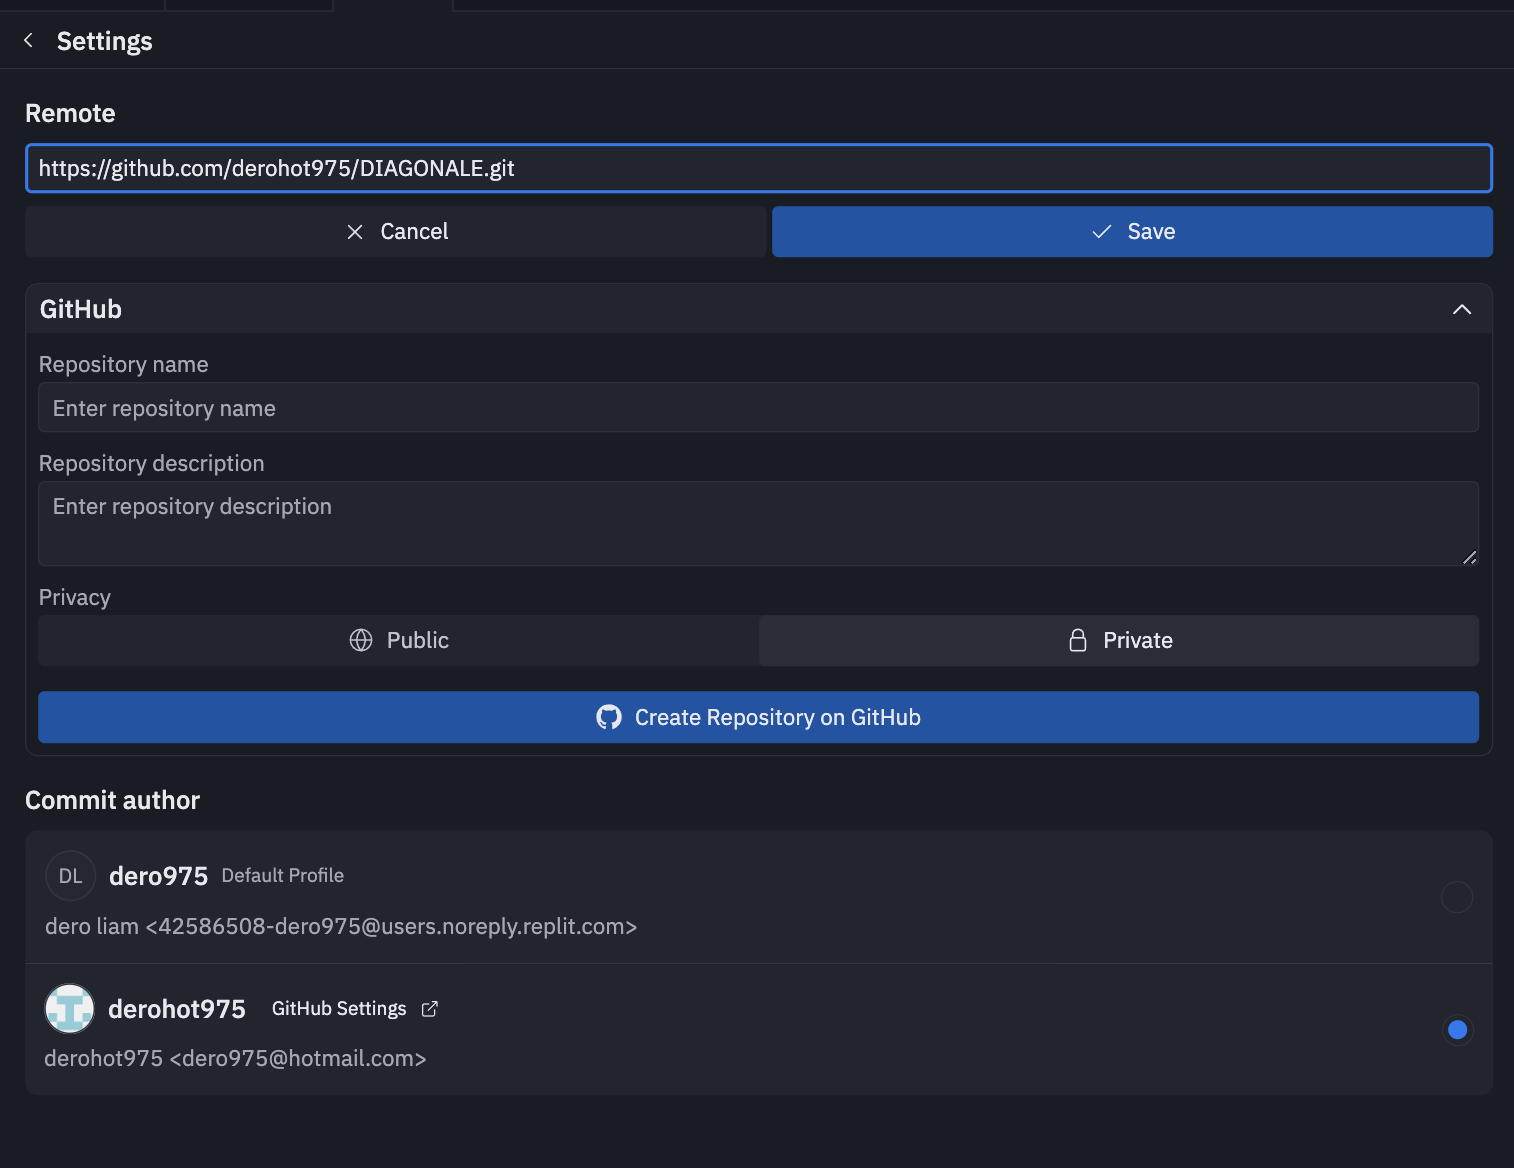 Settings
Remote
https://github.com/derohot975/DIAGONALE.git
Cancel
Save
GitHub
Repository name
Enter repository name
Repository description
Enter repository description
Privacy
Public
Private
Create Repository on GitHub
Commit author
DL
dero975 Default Profile
dero liam <42586508-dero975@users.noreply.replit.com>
derohot975 GitHub Settings
derohot975 <dero975@hotmail.com>